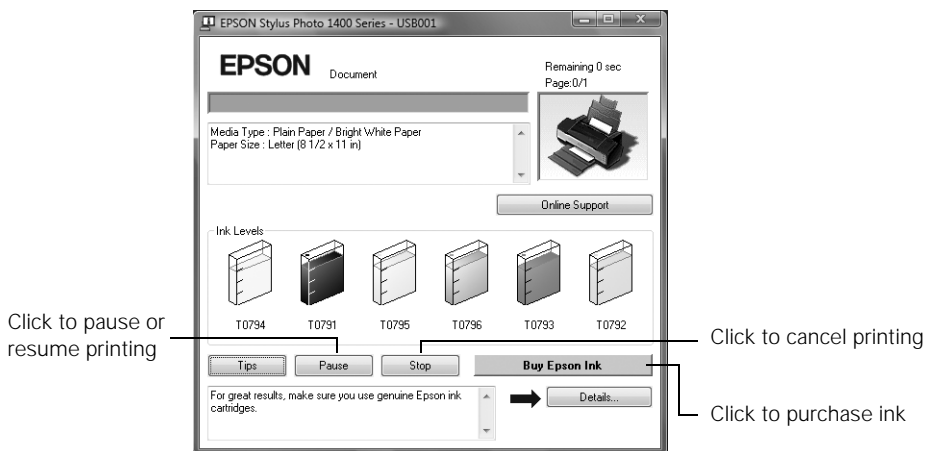 EPSON Stylus Photo 1400 Series - USB001
EPSON Document
Remaining 0 sec
Page:0/1
Media Type : Plain Paper / Bright White Paper
Paper Size : Letter (8 1/2 x 11 in)
Online Support
Ink Levels
T0794 T0791 T0795 T0796 T0793 T0792
Click to pause or
resume printing
Click to cancel printing
Tips Pause Stop Buy Epson Ink
For great results, make sure you use genuine Epson ink
cartridges.
Details...
Click to purchase ink